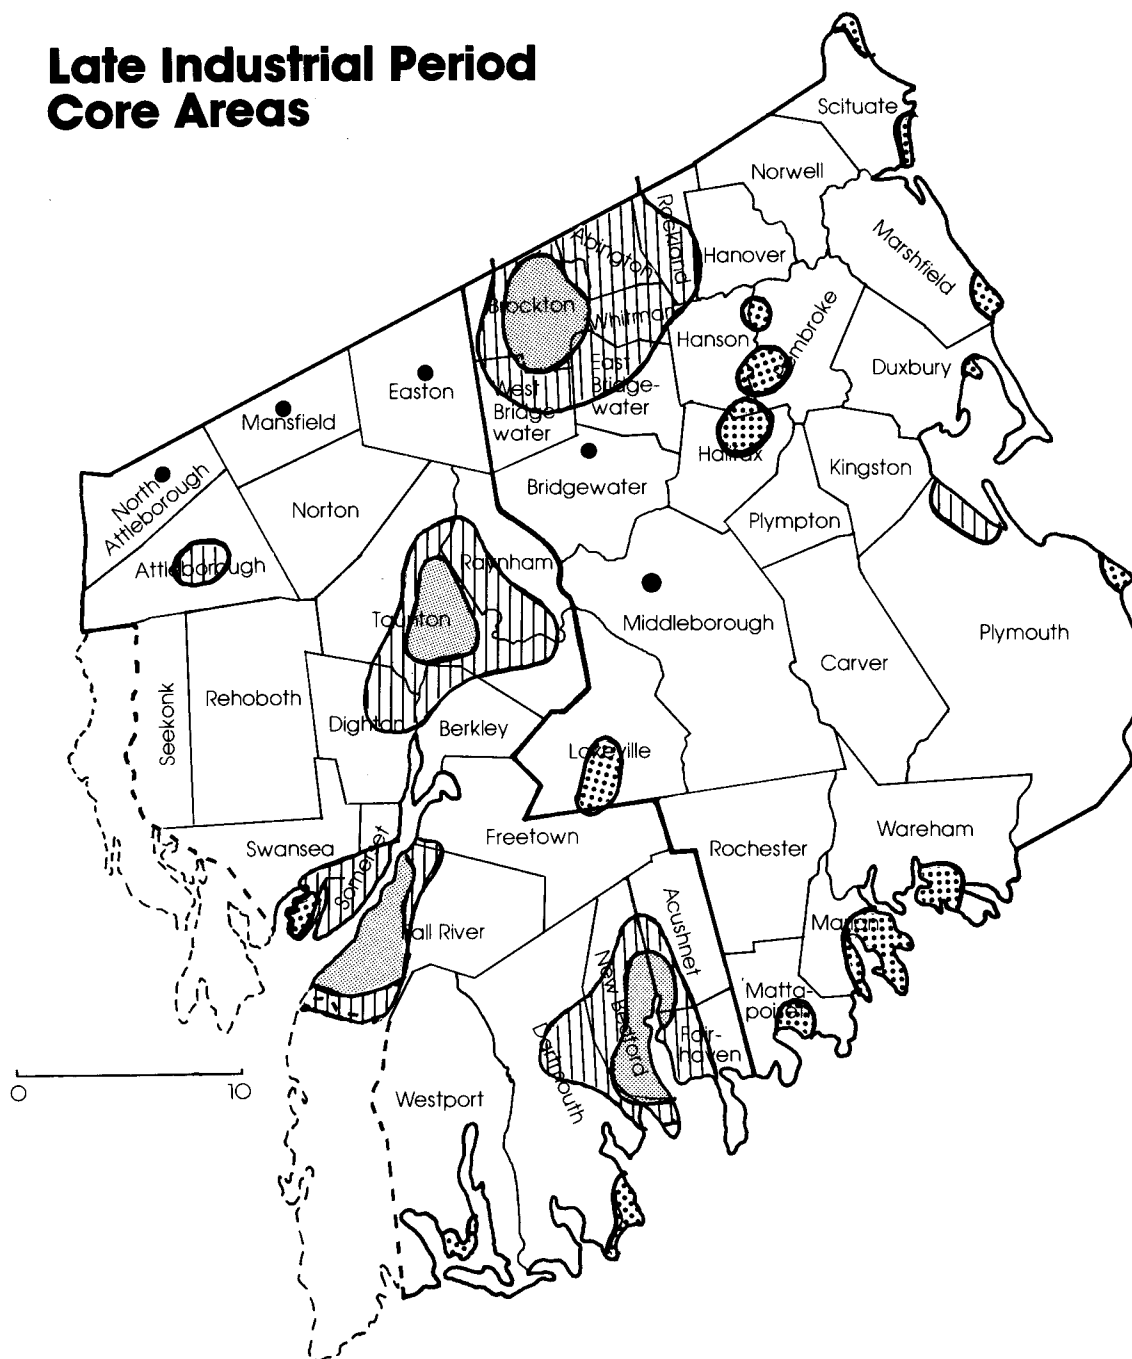 Late Industrial Period
Core Areas
Scituate
Norwell
Rockland
Marshfield
Abington
Hanover
Brockton
Whitman
Hanson
Pembroke
Duxbury
Easton
West
Bridge
water
East
Bridge-
water
Mansfield
Halifax
Kingston
North
Attleborough
Bridgewater
Norton
Plympton
Attleborough
Raynham
Taunton
Middleborough
Plymouth
Carver
Seekonk
Rehoboth
Dighton
Berkley
Lakeville
Swansea
Somerset
Freetown
Rochester
Wareham
Acushnet
Fall River
Marion
New Bedford
Matta-
poisett
Dartmouth
Fair-
haven
0
10
Westport